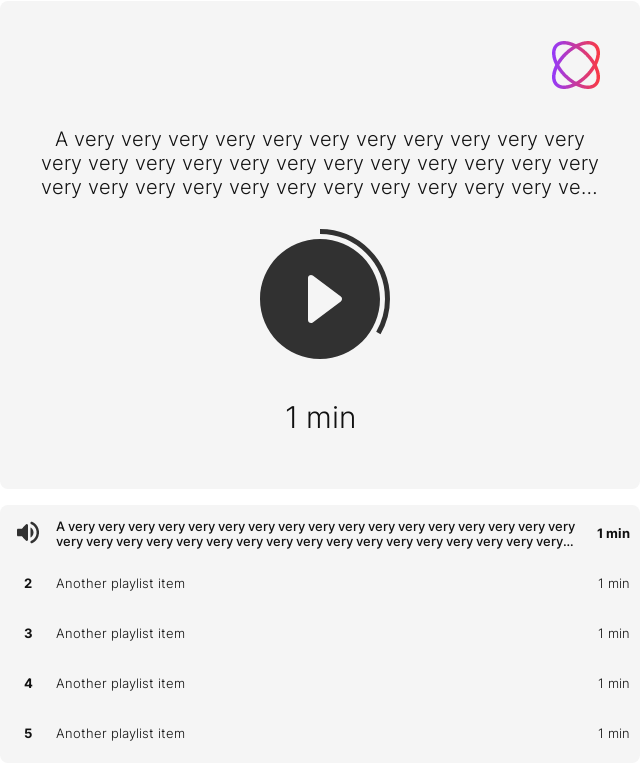 A very very very very very very very very very very very
very very very very very very very very very very very very
very very very very very very very very very very very ve...
1 min
A very very very very very very very very very very very very very very very very very
very very very very very very very very very very very very very very very very very...
1 min
2 Another playlist item 1 min
3 Another playlist item 1 min
4 Another playlist item 1 min
5 Another playlist item 1 min